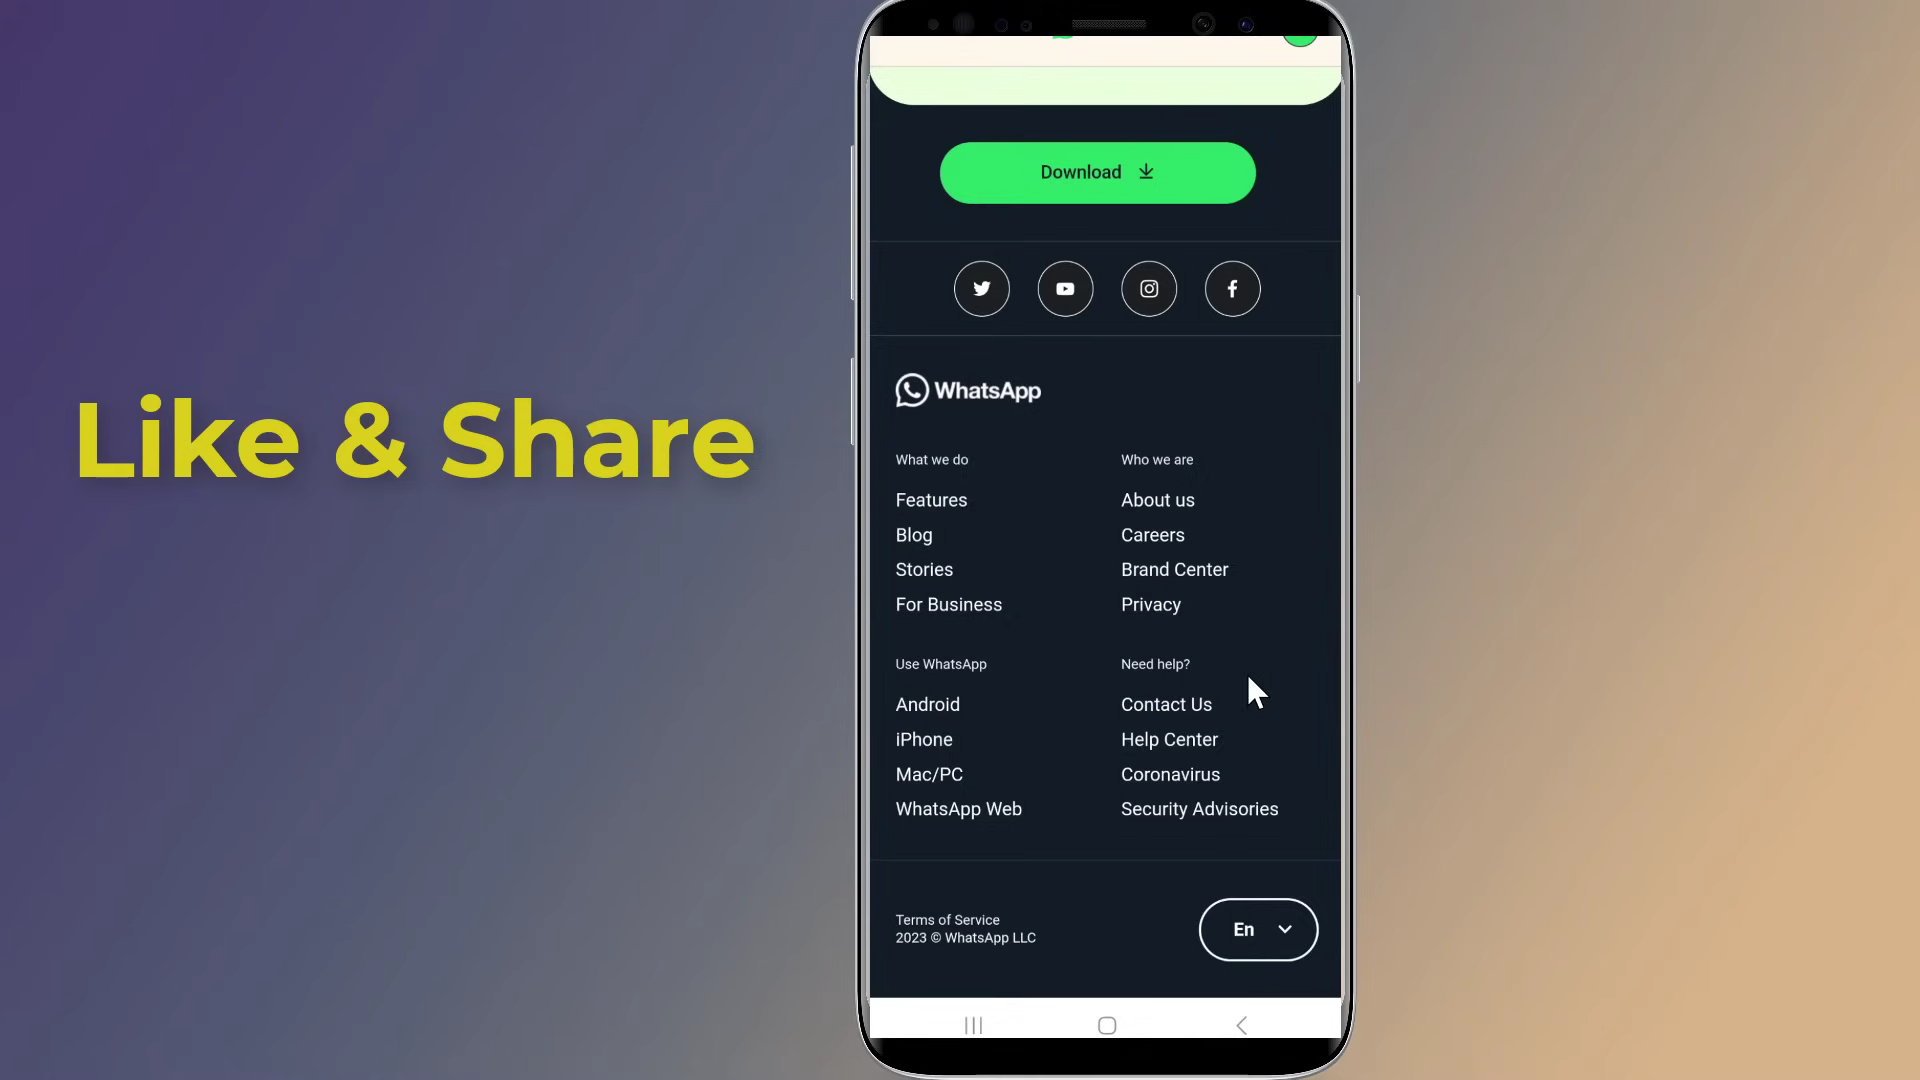 Like & Share
Download
WhatsApp
What we do
Features
Blog
Stories
For Business
Who we are
About us
Careers
Brand Center
Privacy
Use WhatsApp
Android
iPhone
Mac/PC
WhatsApp Web
Need help?
Contact Us
Help Center
Coronavirus
Security Advisories
Terms of Service
2023 © WhatsApp LLC
En